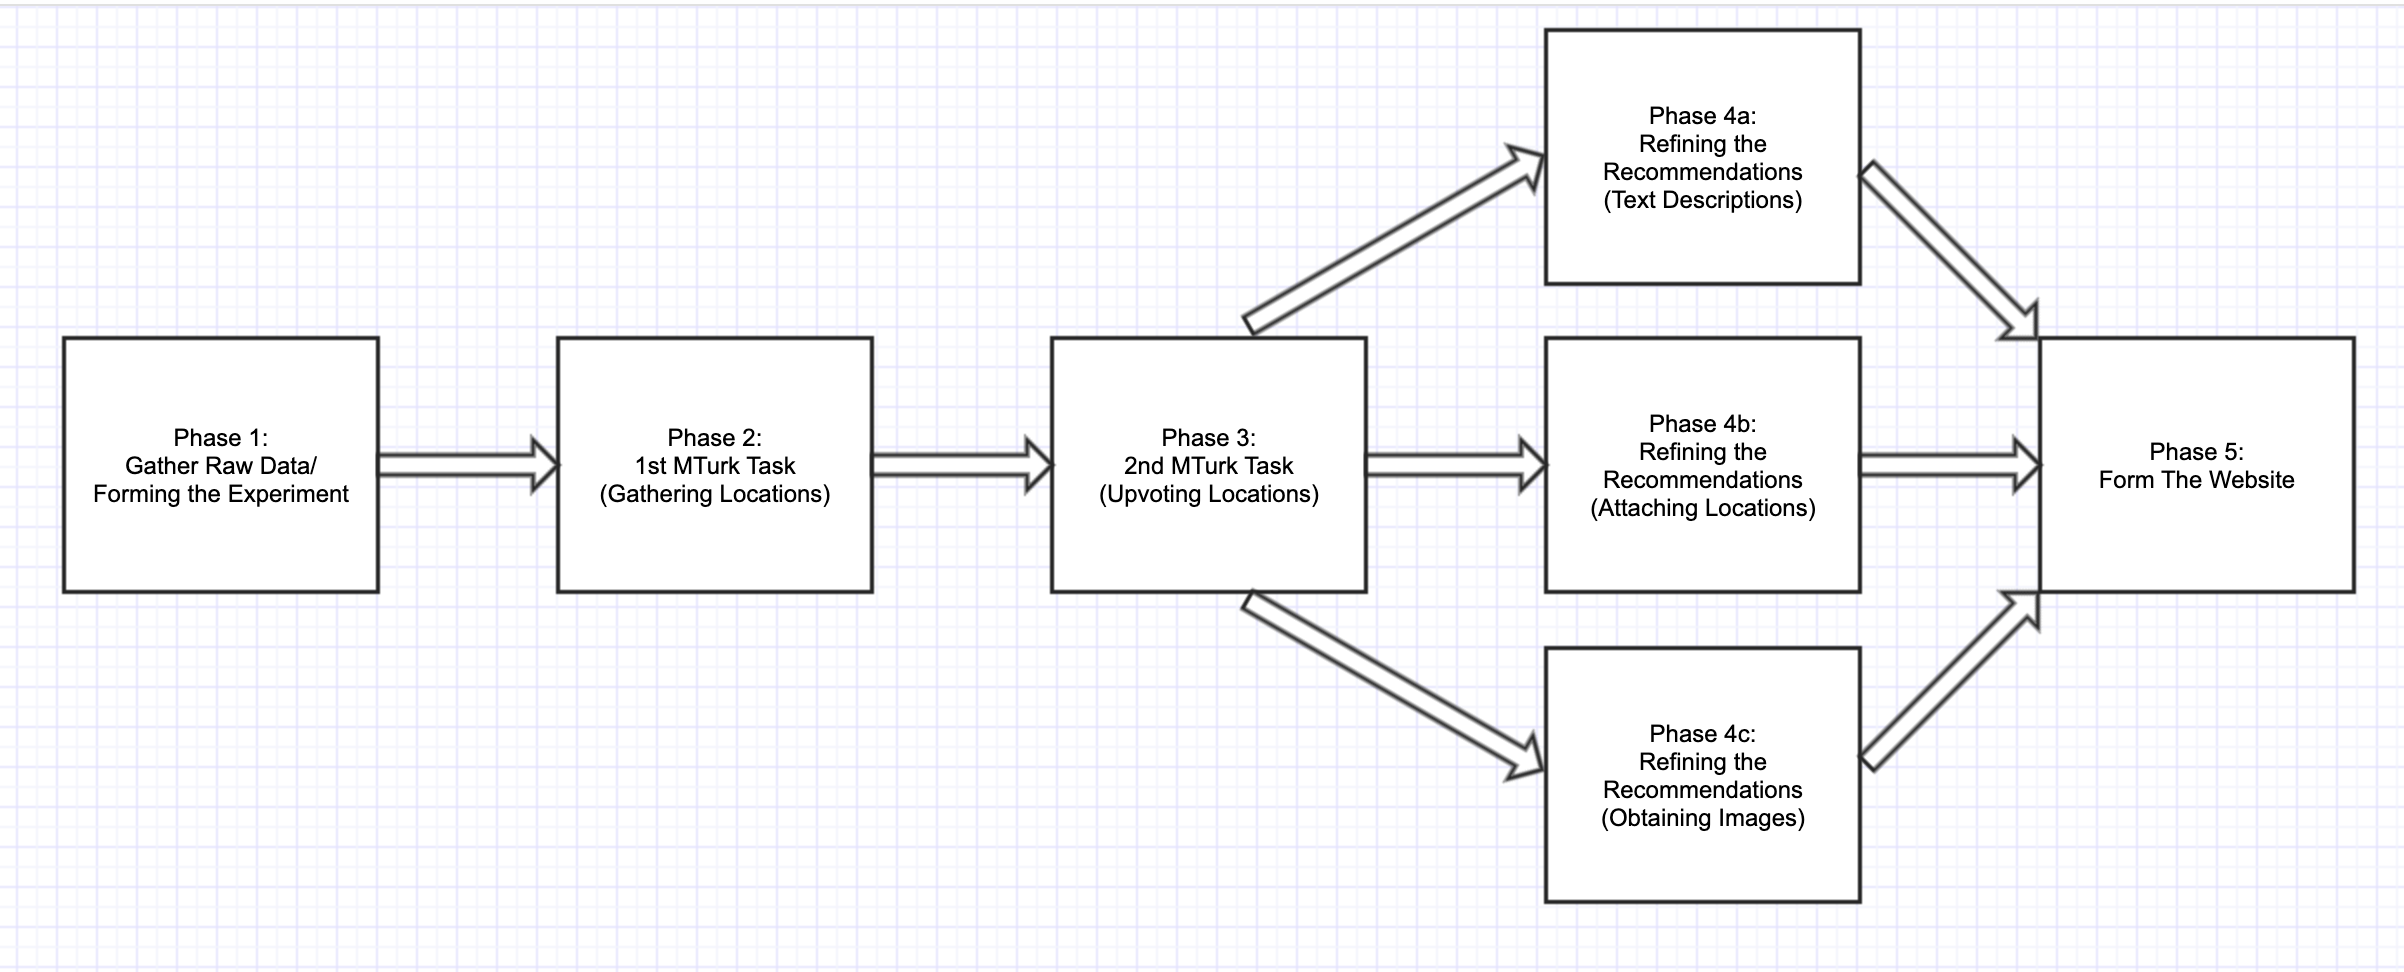 Phase 1:
Gather Raw Data/
Forming the Experiment
Phase 2:
1st MTurk Task
(Gathering Locations)
Phase 3:
2nd MTurk Task
(Upvoting Locations)
Phase 4a:
Refining the
Recommendations
(Text Descriptions)
Phase 4b:
Refining the
Recommendations
(Attaching Locations)
Phase 4c:
Refining the
Recommendations
(Obtaining Images)
Phase 5:
Form The Website